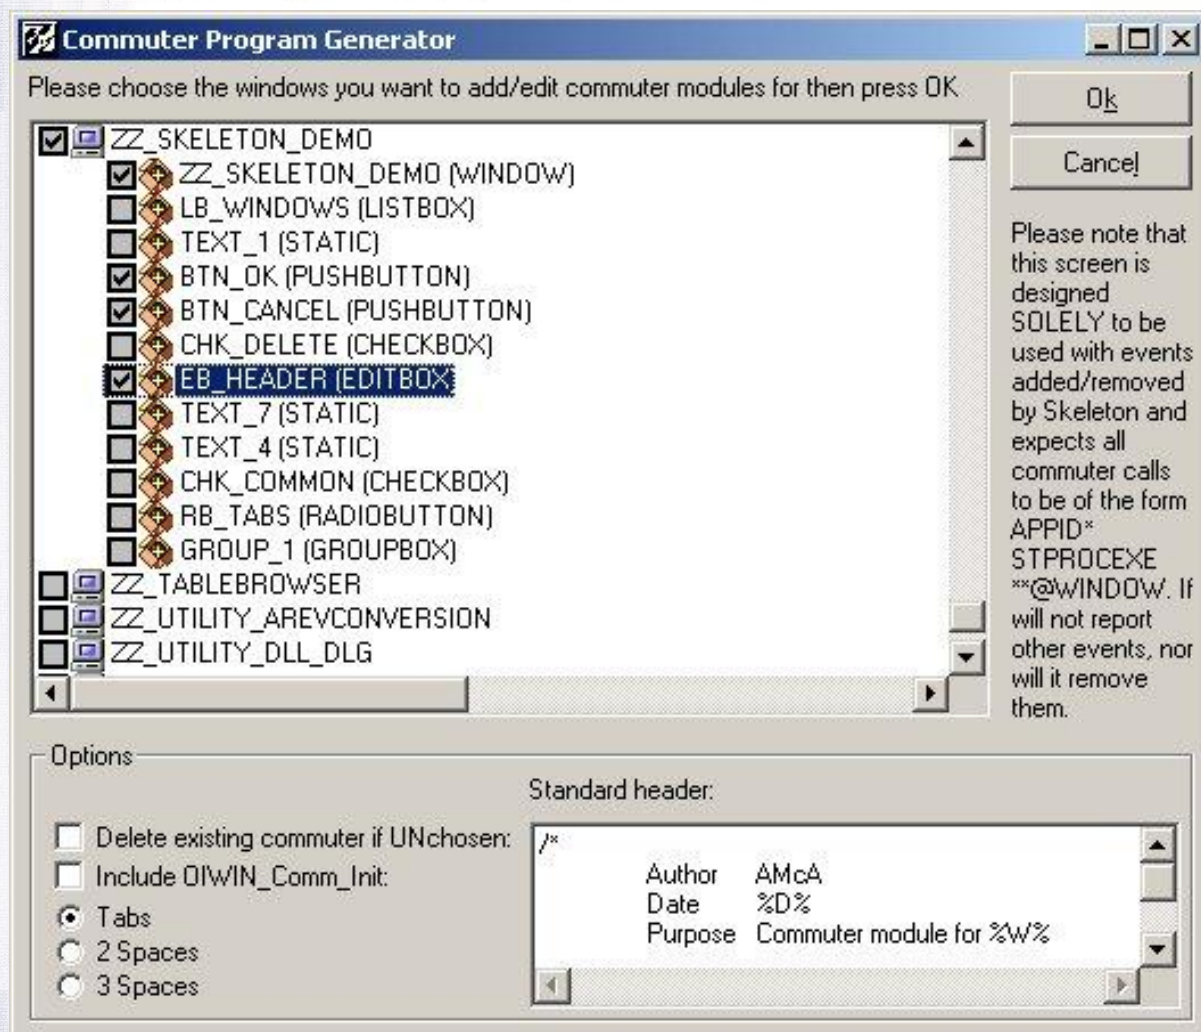 Commuter Program Generator
Please choose the windows you want to add/edit commuter modules for then press OK
Ok
Cancel
ZZ_SKELETON_DEMO
ZZ_SKELETON_DEMO (WINDOW)
LB_WINDOWS (LISTBOX)
TEXT_1 (STATIC)
BTN_OK (PUSHBUTTON)
BTN_CANCEL (PUSHBUTTON)
CHK_DELETE (CHECKBOX)
EB_HEADER (EDITBOX)
TEXT_7 (STATIC)
TEXT_4 (STATIC)
CHK_COMMON (CHECKBOX)
RB_TABS (RADIOBUTTON)
GROUP_1 (GROUPBOX)
ZZ_TABLEBROWSER
ZZ_UTILITY_AREVCONVERSION
ZZ_UTILITY_DLL_DLG
Please note that
this screen is
designed
SOLELY to be
used with events
added/removed
by Skeleton and
expects all
commuter calls
to be of the form
APPID*
STPROCEXE
**@WINDOW. If
will not report
other events, nor
will it remove
them.
Options
Delete existing commuter if UNchosen:
Include OIWIN_Comm_Init:
Tabs
2 Spaces
3 Spaces
Standard header:
/*
Author AMcA
Date %D%
Purpose Commuter module for %W%